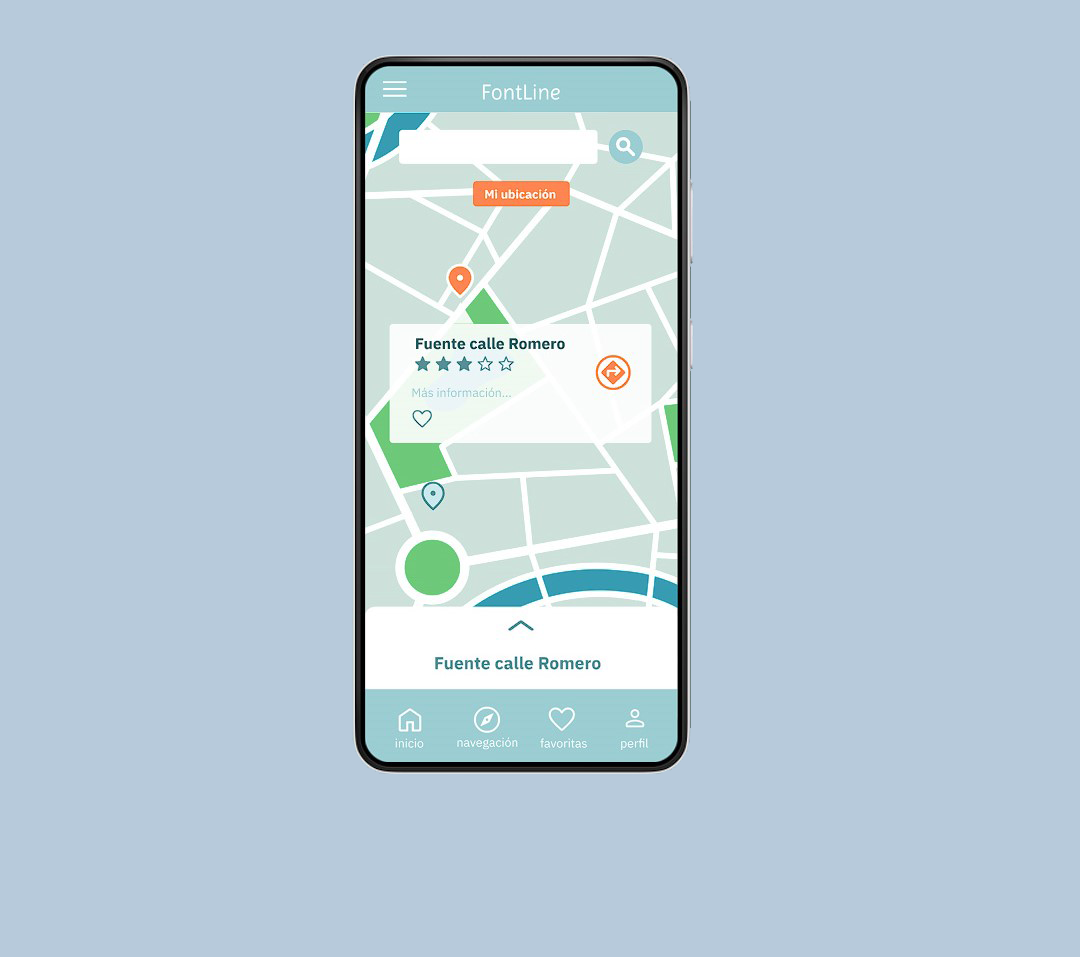 FontLine
Mi ubicación
Fuente calle Romero
Más información...
Fuente calle Romero
inicio
navegación
favoritas
perfil